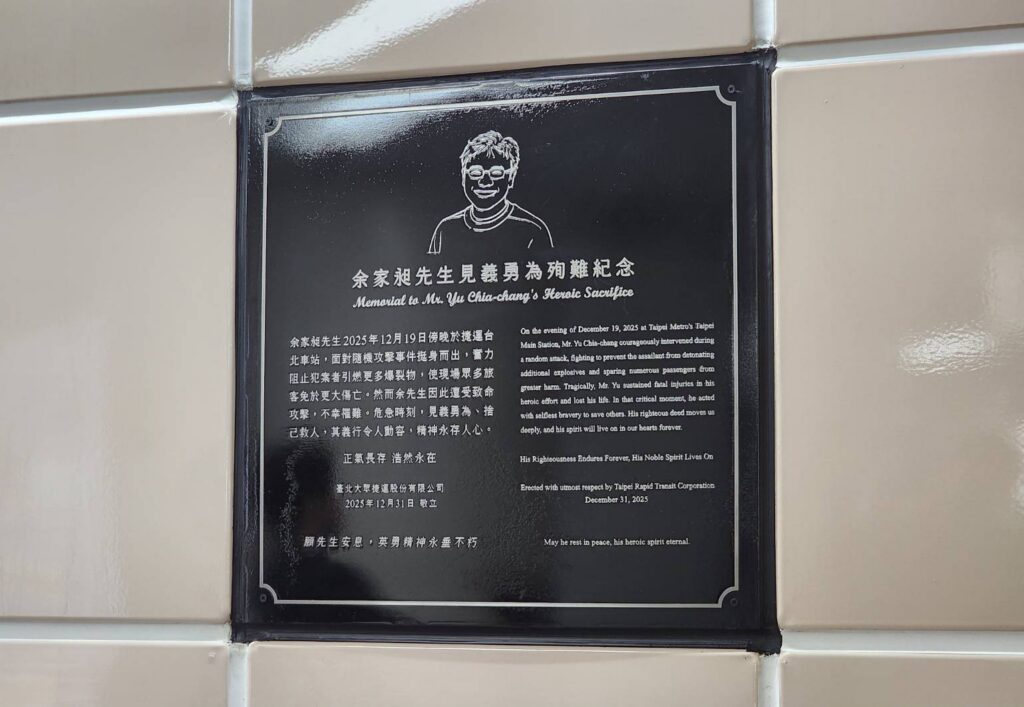 余家昶先生見義勇為殉難紀念
Memorial to Mr. Yu Chia-chang's Heroic Sacrifice
余家昶先生2025年12月19日傍晚於捷運台
北車站，面對隨機攻擊事件挺身而出，奮力
阻止犯案者引燃更多爆裂物，使現場眾多旅
客免於更大傷亡。然而余先生因此遭受致命
攻擊，不幸罹難。危急時刻，見義勇為、捨
己救人，其義行令人動容，精神永存人心。
正氣長存 浩然永在
臺北大眾捷運股份有限公司
2025年12月31日 敬立
願先生安息，英勇精神永垂不朽
On the evening of December 19, 2025 at Taipei Metro's Taipei
Main Station, Mr. Yu Chia-chang courageously intervened during
a random attack, fighting to prevent the assailant from detonating
additional explosives and sparing numerous passengers from
greater harm. Tragically, Mr. Yu sustained fatal injuries in his
heroic effort and lost his life. In that critical moment, he acted
with selfless bravery to save others. His righteous deed moves us
deeply, and his spirit will live on in our hearts forever.
His Righteousness Endures Forever, His Noble Spirit Lives On
Erected with utmost respect by Taipei Rapid Transit Corporation
December 31, 2025
May he rest in peace, his heroic spirit eternal.